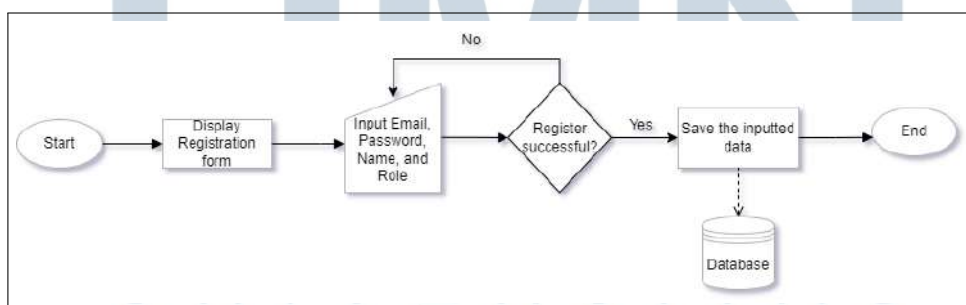 No
Start
Display
Registration
form
Input Email,
Password,
Name, and
Role
Register
successful?
Yes
Save the inputted
data
End
Database